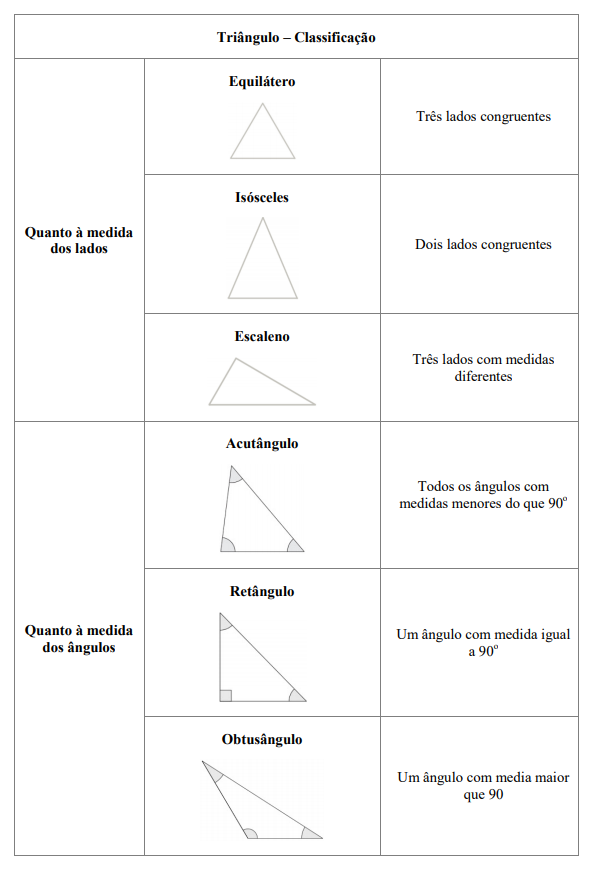 Triângulo – Classificação
Quanto à medida
dos lados
Equilátero
Três lados congruentes
Isósceles
Dois lados congruentes
Escaleno
Três lados com medidas
diferentes
Quanto à medida
dos ângulos
Acutângulo
Todos os ângulos com
medidas menores do que 90º
Retângulo
Um ângulo com medida igual
a 90º
Obtusângulo
Um ângulo com media maior
que 90